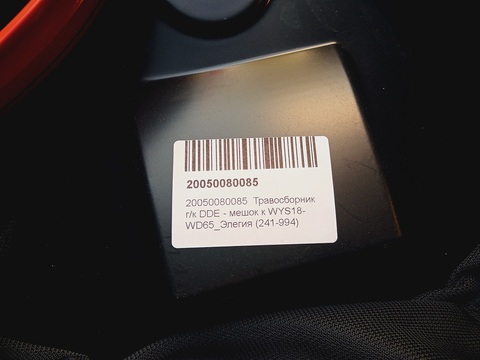 20050080085
20050080085 Травосборник
г/к DDE - мешок к WYS18-
WD65_Элегия (241-994)